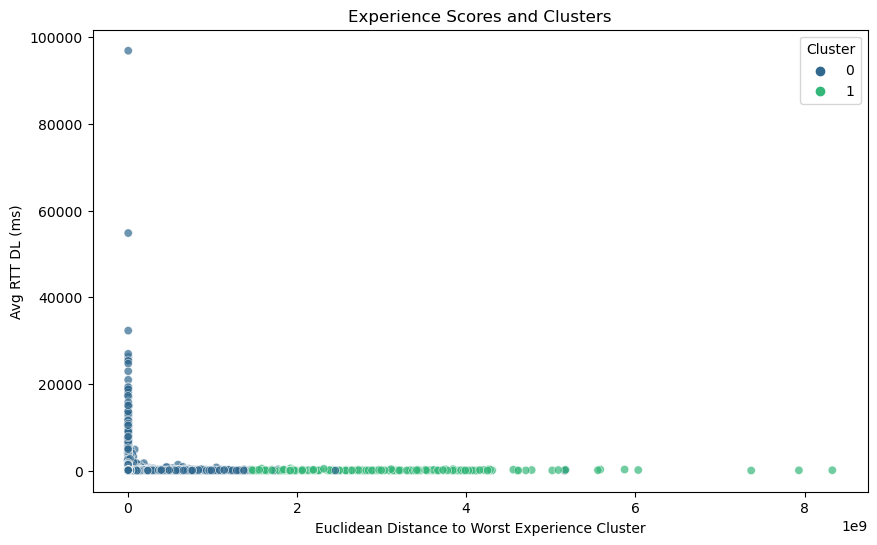 Experience Scores and Clusters
100000
80000
60000
40000
20000
0
Avg RTT DL (ms)
Cluster
0
1
0
2
4
6
8
1e9
Euclidean Distance to Worst Experience Cluster